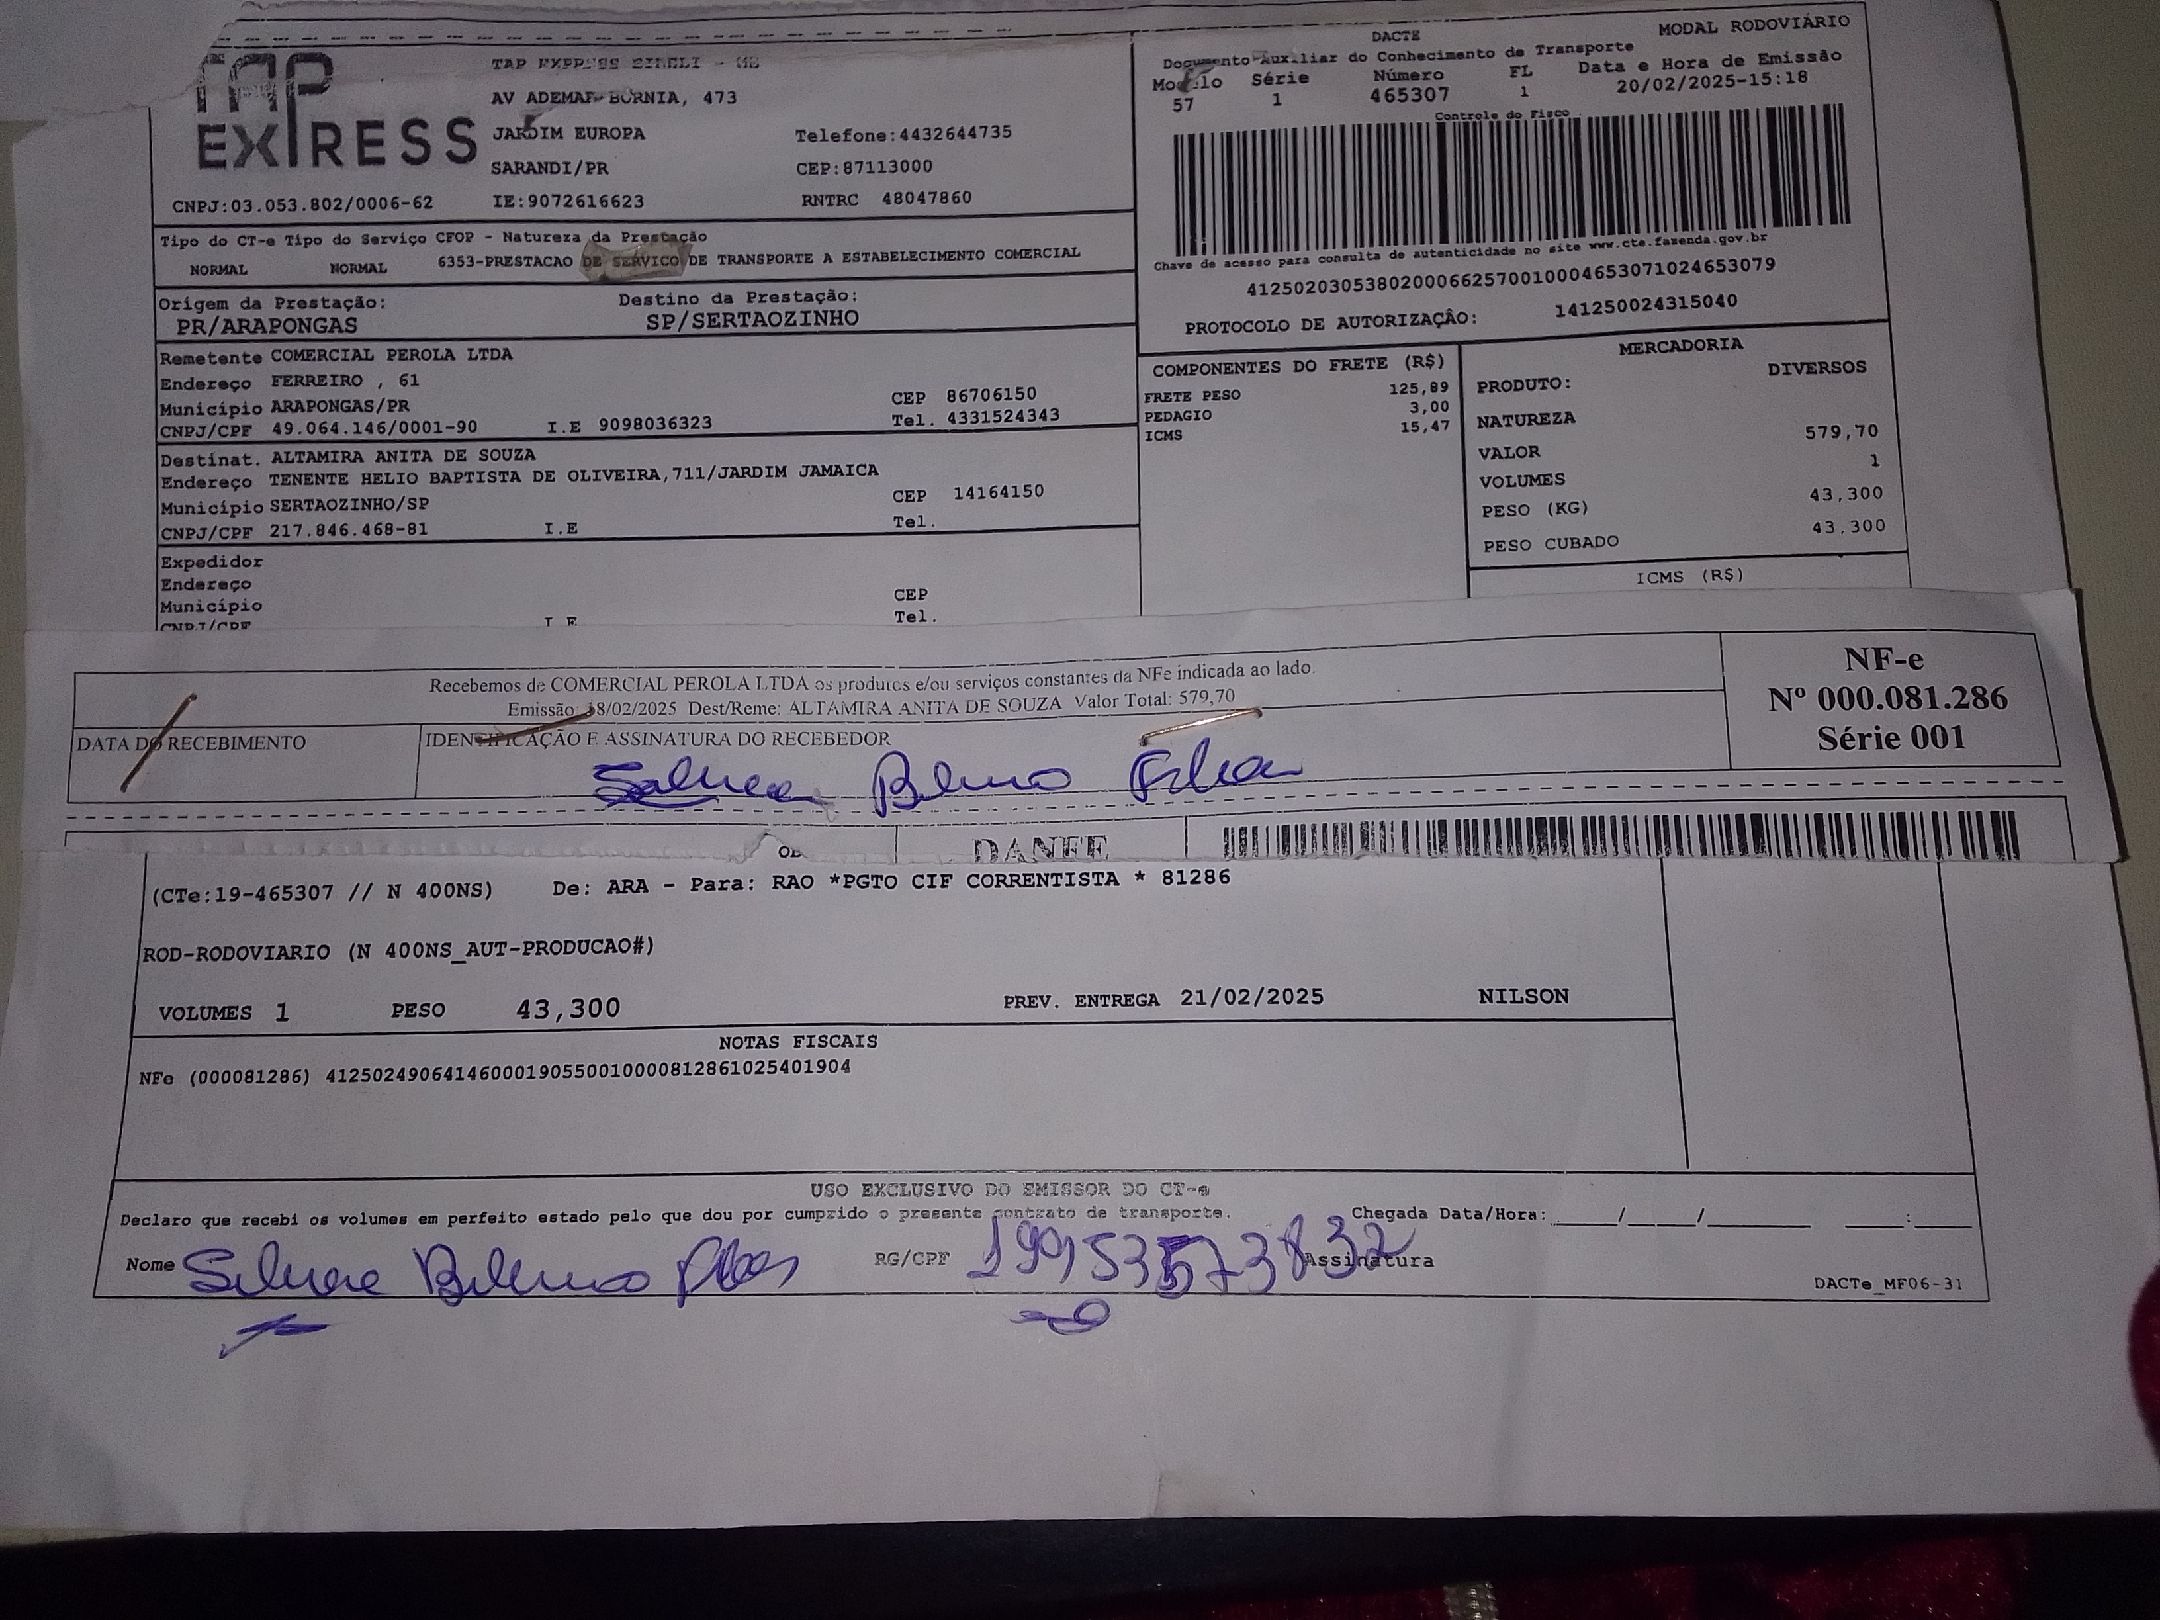 TAP EXPRESS
TAP EXPRESS EIRELI - ME
AV ADEMAR BORNIA, 473
JARDIM EUROPA Telefone:4432644735
SARANDI/PR CEP:87113000
CNPJ:03.053.802/0006-62 IE:9072616623 RNTRC 48047860
DACTE MODAL RODOVIÁRIO
Documento Auxiliar do Conhecimento de Transporte
Modelo Série Número FL Data e Hora de Emissão
57 1 465307 1 20/02/2025-15:18
Controle do Fisco
Chave de acesso para consulta de autenticidade no site www.cte.fazenda.gov.br
41250203053802000662570010004653071024653079
PROTOCOLO DE AUTORIZAÇÂO: 141250024315040
Tipo do CT-e Tipo do Serviço CFOP - Natureza da Prestação
NORMAL NORMAL 6353-PRESTACAO DE SERVICO DE TRANSPORTE A ESTABELECIMENTO COMERCIAL
Origem da Prestação: Destino da Prestação:
PR/ARAPONGAS SP/SERTAOZINHO
Remetente COMERCIAL PEROLA LTDA
Endereço FERREIRO , 61
Município ARAPONGAS/PR CEP 86706150
CNPJ/CPF 49.064.146/0001-90 I.E 9098036323 Tel. 4331524343
Destinat. ALTAMIRA ANITA DE SOUZA
Endereço TENENTE HELIO BAPTISTA DE OLIVEIRA,711/JARDIM JAMAICA
Município SERTAOZINHO/SP CEP 14164150
CNPJ/CPF 217.846.468-81 I.E Tel.
Expedidor
Endereço
Município CEP
CNPJ/CPF I.E Tel.
COMPONENTES DO FRETE (R$)
FRETE PESO 125,89
PEDAGIO 3,00
ICMS 15,47
MERCADORIA
PRODUTO: DIVERSOS
NATUREZA
VALOR 579,70
VOLUMES 1
PESO (KG) 43,300
PESO CUBADO 43,300
ICMS (R$)
Recebemos de COMERCIAL PEROLA LTDA os produtos e/ou serviços constantes da NFe indicada ao lado.
Emissão: 18/02/2025 Dest/Reme: ALTAMIRA ANITA DE SOUZA Valor Total: 579,70
DATA DO RECEBIMENTO IDENTIFICAÇÃO E ASSINATURA DO RECEBEDOR
NF-e
Nº 000.081.286
Série 001
DANFE
(CTe:19-465307 // N 400NS) De: ARA - Para: RAO *PGTO CIF CORRENTISTA * 81286
ROD-RODOVIARIO (N 400NS_AUT-PRODUCAO#)
VOLUMES 1 PESO 43,300 PREV. ENTREGA 21/02/2025 NILSON
NOTAS FISCAIS
NFe (000081286) 41250249064146000190550010000812861025401904
USO EXCLUSIVO DO EMISSOR DO CT-e
Declaro que recebi os volumes em perfeito estado pelo que dou por cumprido o presente contrato de transporte. Chegada Data/Hora: ____/____/______ ___:___
Nome RG/CPF Assinatura
DACTe_MF06-31